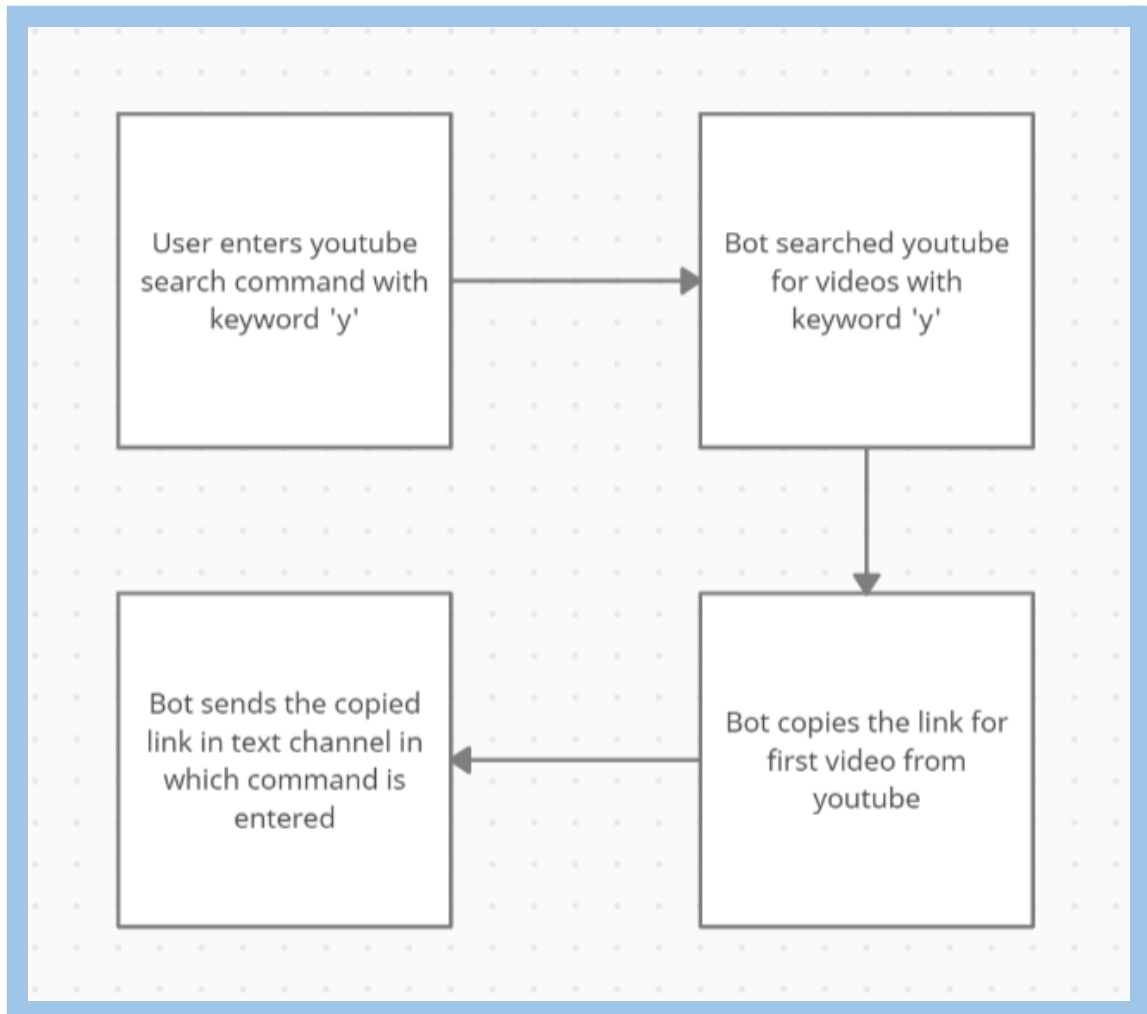 User enters youtube
search command with
keyword 'y'
Bot searched youtube
for videos with
keyword 'y'
Bot copies the link for
first video from
youtube
Bot sends the copied
link in text channel in
which command is
entered